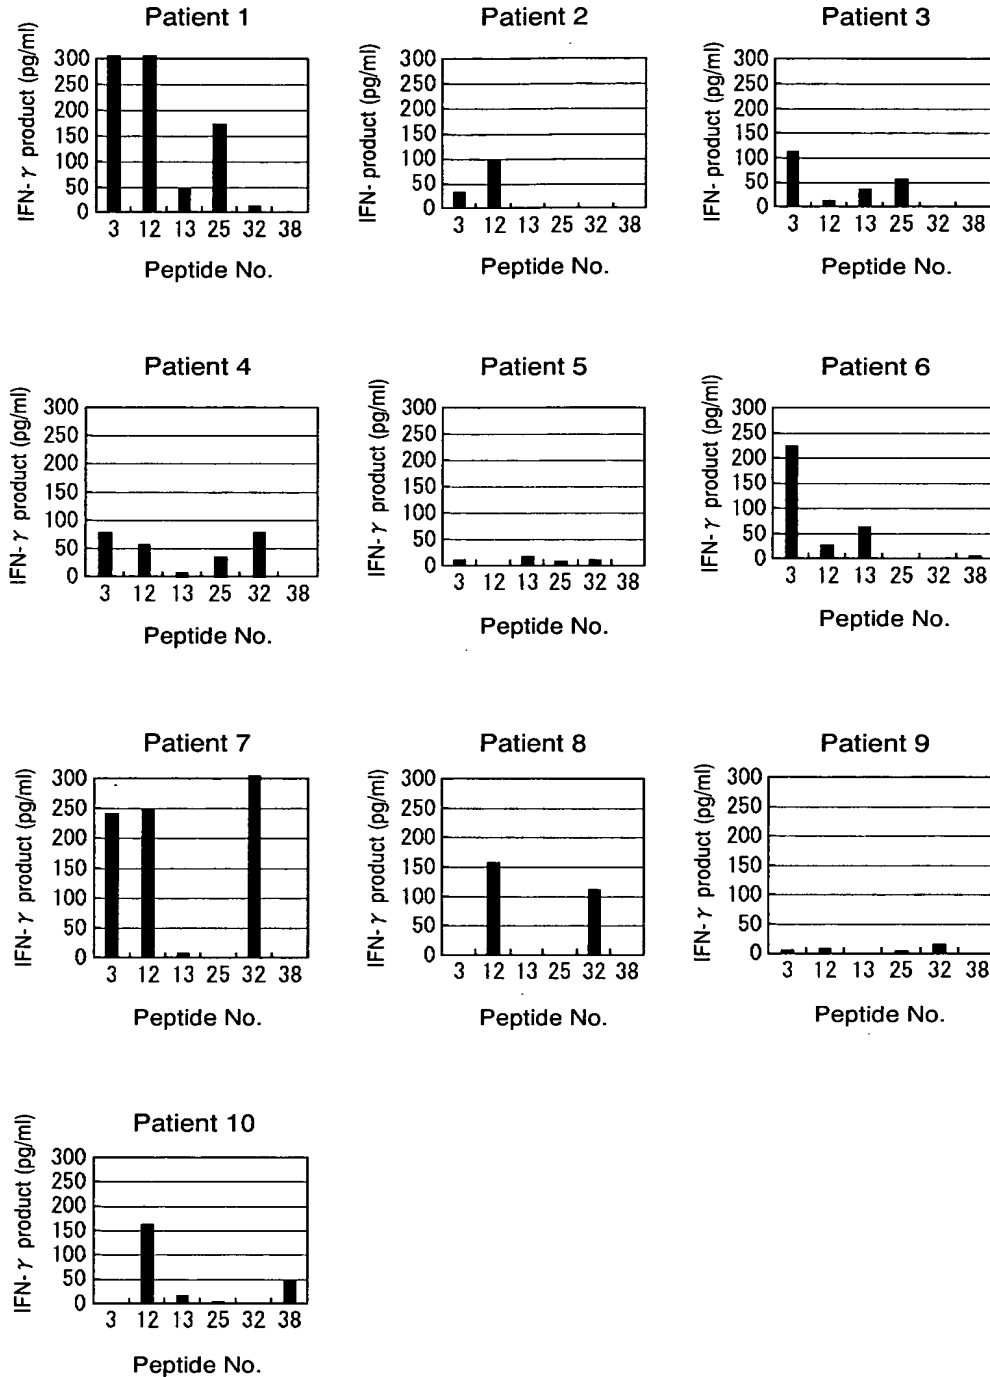 Patient 1
IFN-γ product (pg/ml)
300
250
200
150
100
50
0
3 12 13 25 32 38
Peptide No.
Patient 2
IFN- product (pg/ml)
300
250
200
150
100
50
0
3 12 13 25 32 38
Peptide No.
Patient 3
IFN- product (pg/ml)
300
250
200
150
100
50
0
3 12 13 25 32 38
Peptide No.
Patient 4
IFN-γ product (pg/ml)
300
250
200
150
100
50
0
3 12 13 25 32 38
Peptide No.
Patient 5
IFN-γ product (pg/ml)
300
250
200
150
100
50
0
3 12 13 25 32 38
Peptide No.
Patient 6
IFN-γ product (pg/ml)
300
250
200
150
100
50
0
3 12 13 25 32 38
Peptide No.
Patient 7
IFN-γ product (pg/ml)
300
250
200
150
100
50
0
3 12 13 25 32 38
Peptide No.
Patient 8
IFN-γ product (pg/ml)
300
250
200
150
100
50
0
3 12 13 25 32 38
Peptide No.
Patient 9
IFN-γ product (pg/ml)
300
250
200
150
100
50
0
3 12 13 25 32 38
Peptide No.
Patient 10
IFN-γ product (pg/ml)
300
250
200
150
100
50
0
3 12 13 25 32 38
Peptide No.